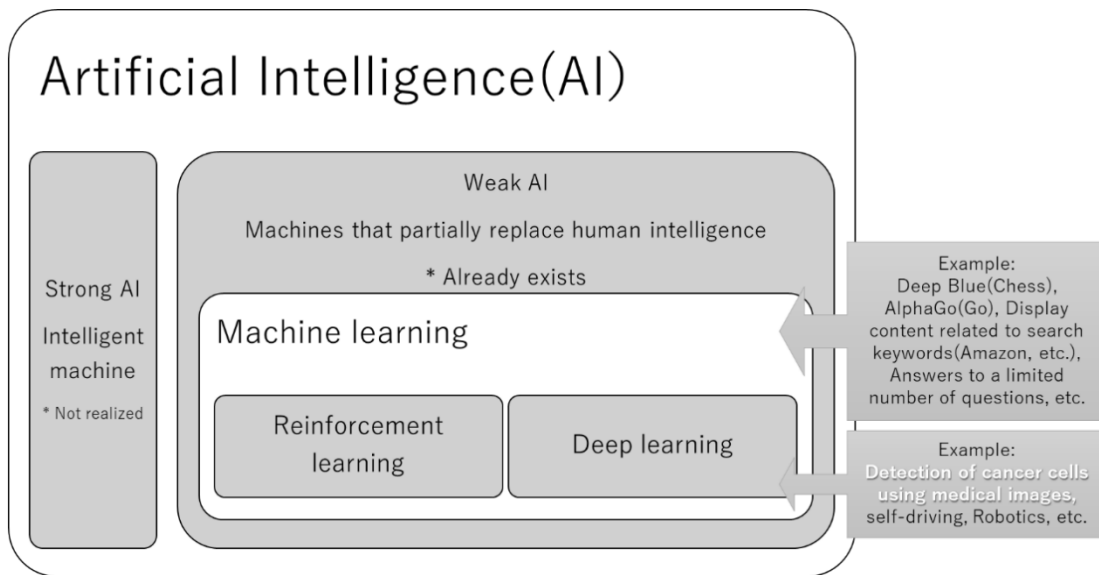 Artificial Intelligence(AI)
Strong AI
Intelligent
machine
* Not realized
Weak AI
Machines that partially replace human intelligence
* Already exists
Machine learning
Reinforcement
learning
Deep learning
Example:
Deep Blue(Chess),
AlphaGo(Go), Display
content related to search
keywords(Amazon, etc.),
Answers to a limited
number of questions, etc.
Example:
Detection of cancer cells
using medical images,
self-driving, Robotics, etc.